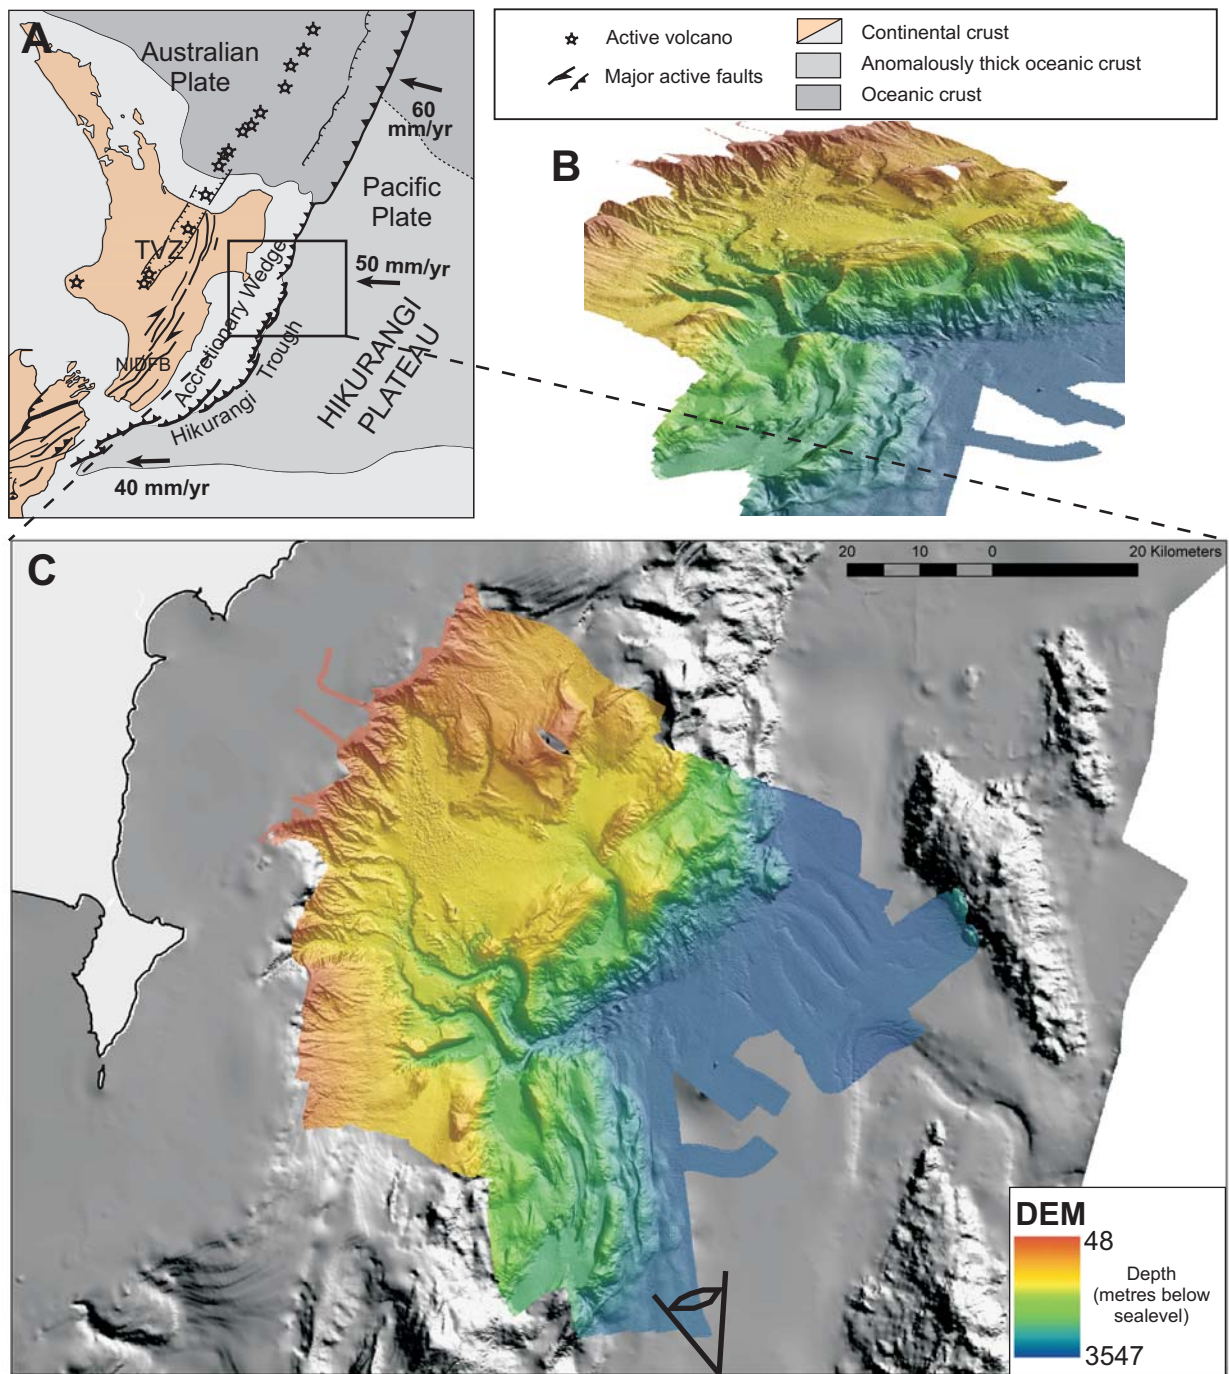 A
Australian
Plate
60
mm/yr
Pacific
Plate
TVZ
50 mm/yr
Accretionary Wedge
NIDFB
Hikurangi
Trough
HIKURANGI
PLATEAU
40 mm/yr
Active volcano
Major active faults
Continental crust
Anomalously thick oceanic crust
Oceanic crust
B
C
20 10 0 20 Kilometers
DEM
48
Depth
(metres below
sealevel)
3547